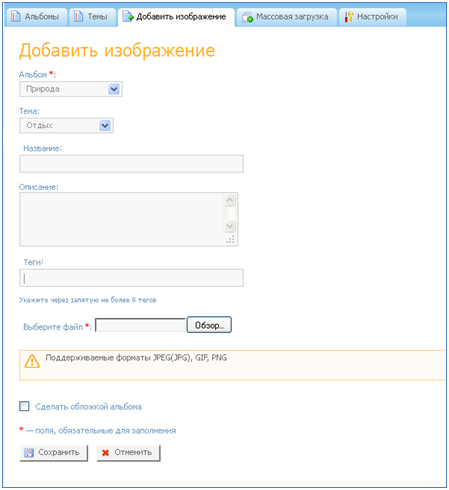 Альбомы Темы Добавить изображение Массовая загрузка Настройки
Добавить изображение
Альбом *:
Природа
Тема:
Отдых
Название:
Описание:
Теги:
Укажите через запятую не более 8 тегов
Выберите файл *: Обзор...
Поддерживаемые форматы JPEG(JPG), GIF, PNG
Сделать обложкой альбома
* — поля, обязательные для заполнения
Сохранить Отменить